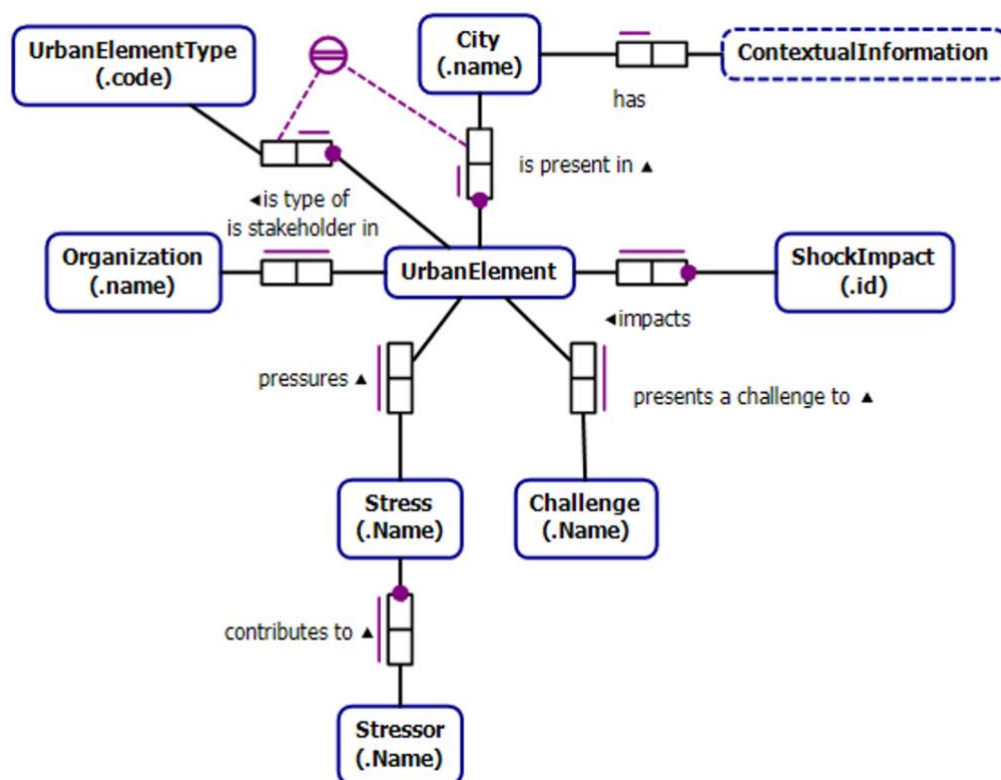 UrbanElementType
(.code)
City
(.name)
ContextualInformation
has
is present in ▲
◄is type of
is stakeholder in
Organization
(.name)
UrbanElement
ShockImpact
(.id)
◄impacts
pressures ▲
presents a challenge to ▲
Stress
(.Name)
Challenge
(.Name)
contributes to ▲
Stressor
(.Name)